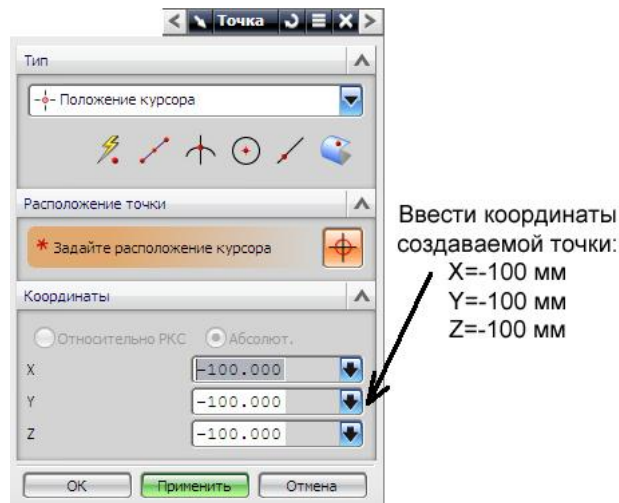 Точка
Тип
Положение курсора
Расположение точки
* Задайте расположение курсора
Координаты
Относительно РКС Абсолют.
X -100.000
Y -100.000
Z -100.000
ОК Применить Отмена
Ввести координаты
создаваемой точки:
X=-100 мм
Y=-100 мм
Z=-100 мм